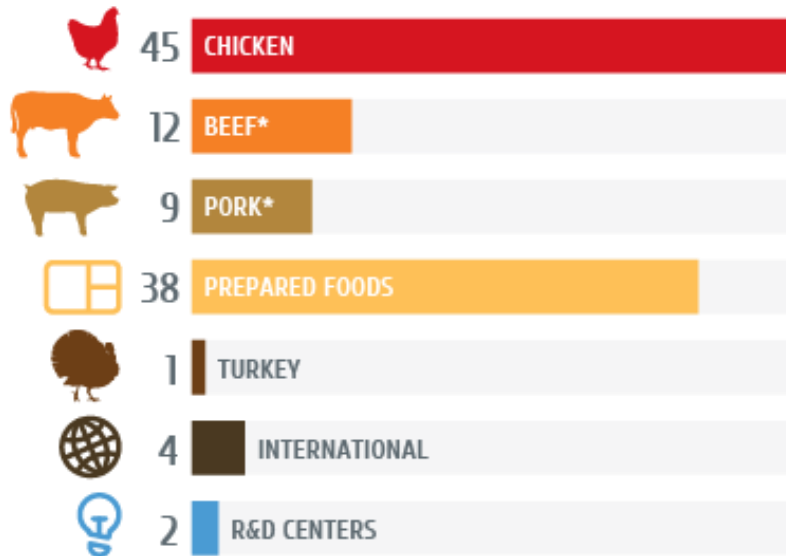 45 CHICKEN
12 BEEF*
9 PORK*
38 PREPARED FOODS
1 TURKEY
4 INTERNATIONAL
2 R&D CENTERS